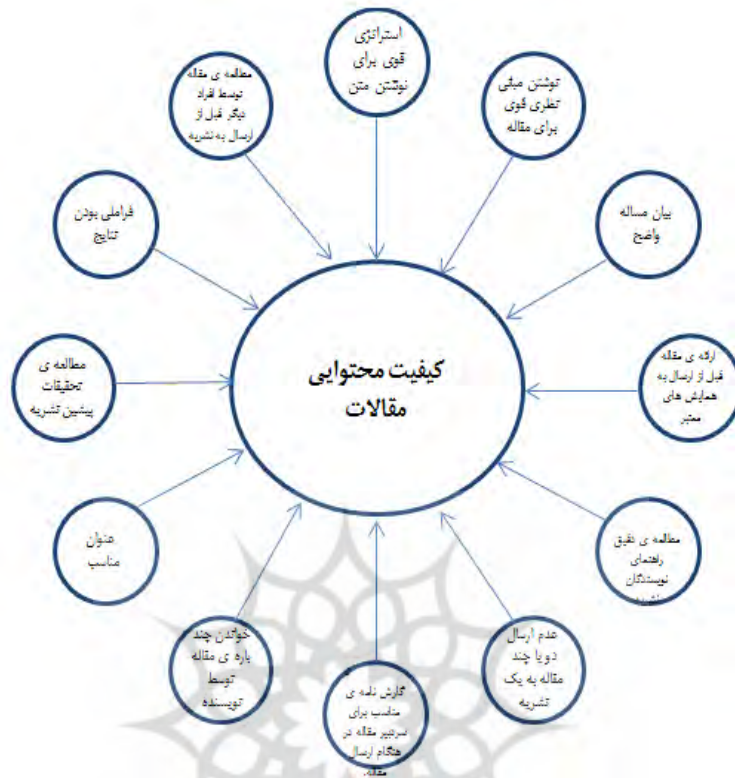 استراتژی
قوی برای
نوشتن متن
نوشتن مبانی
نظری قوی
برای مقاله
بیان مساله
واضح
ارائه ی مقاله
قبل از ارسال به
همایش های
معتبر
مطالعه ی دقیق
راهنمای
نویسندگان
نشریه
عدم ارسال
دو یا چند
مقاله به یک
نشریه
نگارش نامه ی
مناسب برای
سردبیر مقاله در
هنگام ارسال
مقاله.
خواندن چند
باره ی مقاله
توسط
نویسنده
عنوان
مناسب
مطالعه ی
تحقیقات
پیشین نشریه
فراملی بودن
نتایج
مطالعه ی مقاله
توسط افراد
دیگر قبل از
ارسال به نشریه
کیفیت محتوایی
مقالات